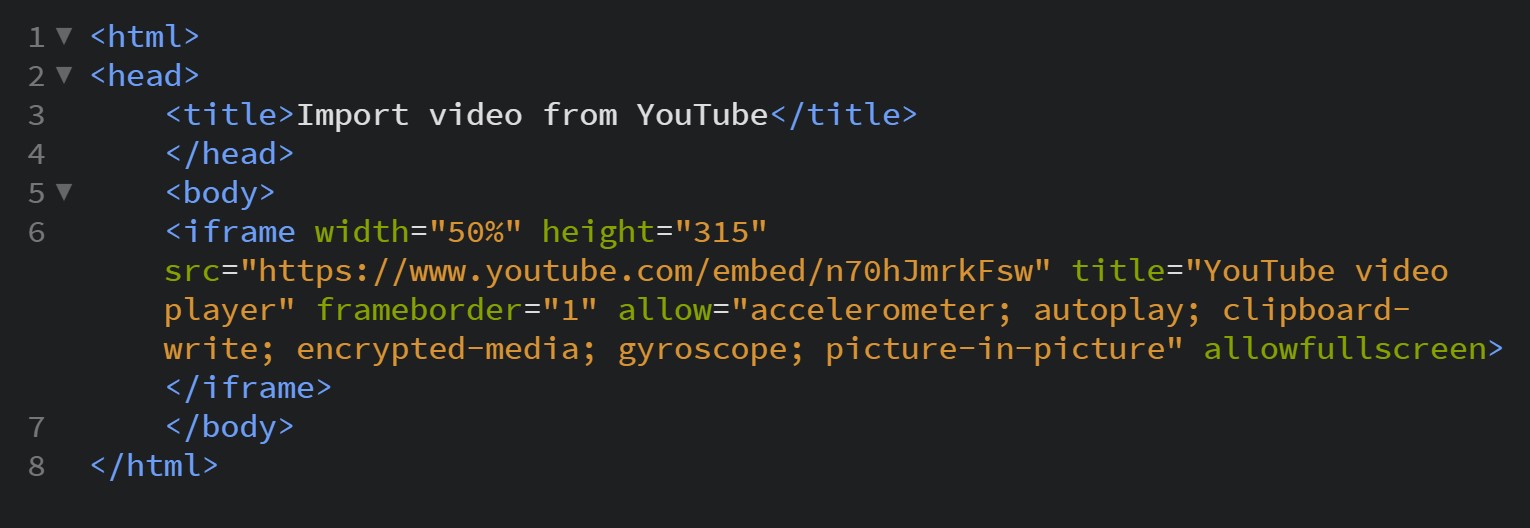 1 ▼ <html>
2 ▼ <head>
3 <title>Import video from YouTube</title>
4 </head>
5 ▼ <body>
6 <iframe width="50%" height="315"
src="https://www.youtube.com/embed/n70hJmrkFsw" title="YouTube video
player" frameborder="1" allow="accelerometer; autoplay; clipboard-
write; encrypted-media; gyroscope; picture-in-picture" allowfullscreen>
</iframe>
7 </body>
8 </html>